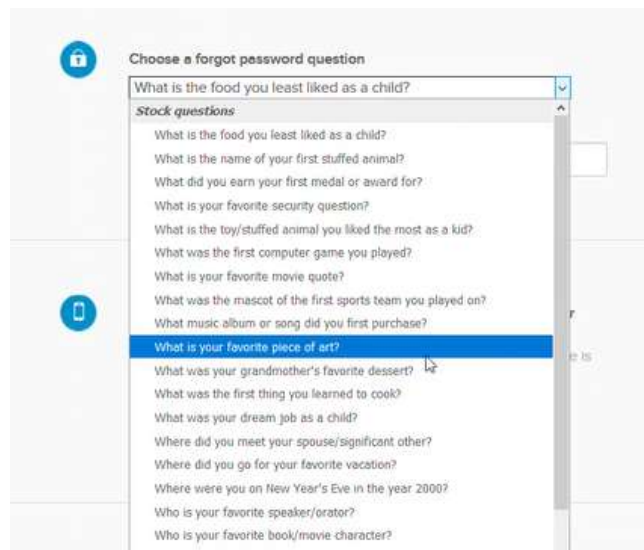 Choose a forgot password question
What is the food you least liked as a child?
Stock questions
What is the food you least liked as a child?
What is the name of your first stuffed animal?
What did you earn your first medal or award for?
What is your favorite security question?
What is the toy/stuffed animal you liked the most as a kid?
What was the first computer game you played?
What is your favorite movie quote?
What was the mascot of the first sports team you played on?
What music album or song did you first purchase?
What is your favorite piece of art?
What was your grandmother's favorite dessert?
What was the first thing you learned to cook?
What was your dream job as a child?
Where did you meet your spouse/significant other?
Where did you go for your favorite vacation?
Where were you on New Year's Eve in the year 2000?
Who is your favorite speaker/orator?
Who is your favorite book/movie character?